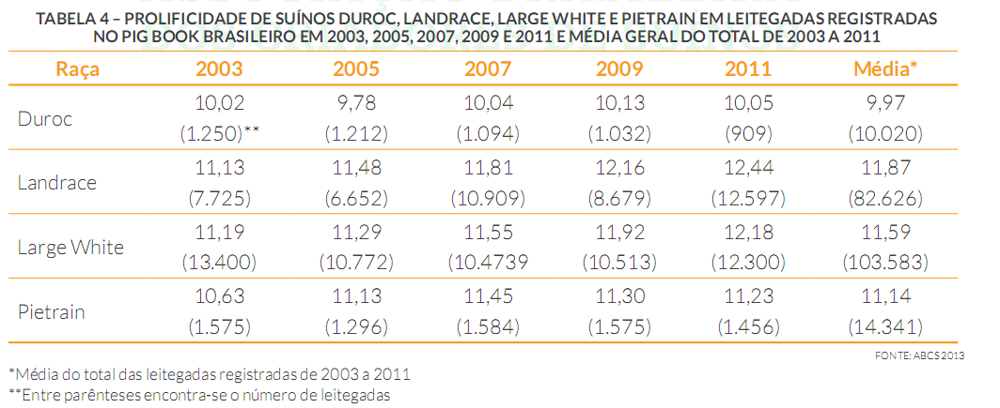 TABELA 4 – PROLIFICIDADE DE SUÍNOS DUROC, LANDRACE, LARGE WHITE E PIETRAIN EM LEITEGADAS REGISTRADAS
NO PIG BOOK BRASILEIRO EM 2003, 2005, 2007, 2009 E 2011 E MÉDIA GERAL DO TOTAL DE 2003 A 2011
Raça 2003 2005 2007 2009 2011 Média*
Duroc 10,02 9,78 10,04 10,13 10,05 9,97
(1.250)** (1.212) (1.094) (1.032) (909) (10.020)
Landrace 11,13 11,48 11,81 12,16 12,44 11,87
(7.725) (6.652) (10.909) (8.679) (12.597) (82.626)
Large White 11,19 11,29 11,55 11,92 12,18 11,59
(13.400) (10.772) (10.4739 (10.513) (12.300) (103.583)
Pietrain 10,63 11,13 11,45 11,30 11,23 11,14
(1.575) (1.296) (1.584) (1.575) (1.456) (14.341)
FONTE: ABCS 2013
*Média do total das leitegadas registradas de 2003 a 2011
**Entre parênteses encontra-se o número de leitegadas